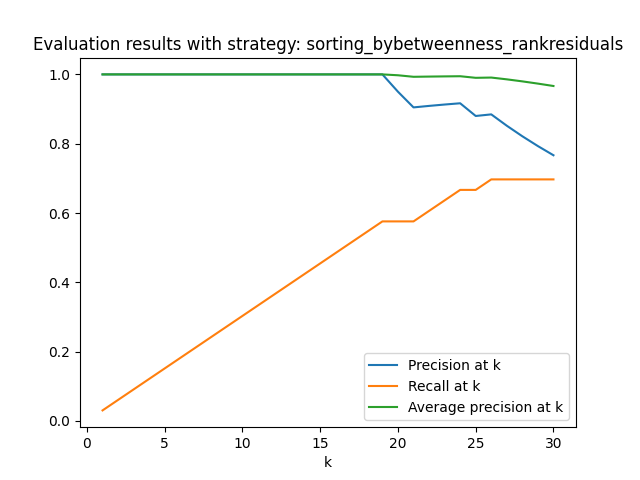 Evaluation results with strategy: sorting_bybetweenness_rankresiduals
1.0
0.8
0.6
0.4
0.2
0.0
0 5 10 15 20 25 30
k
Precision at k
Recall at k
Average precision at k